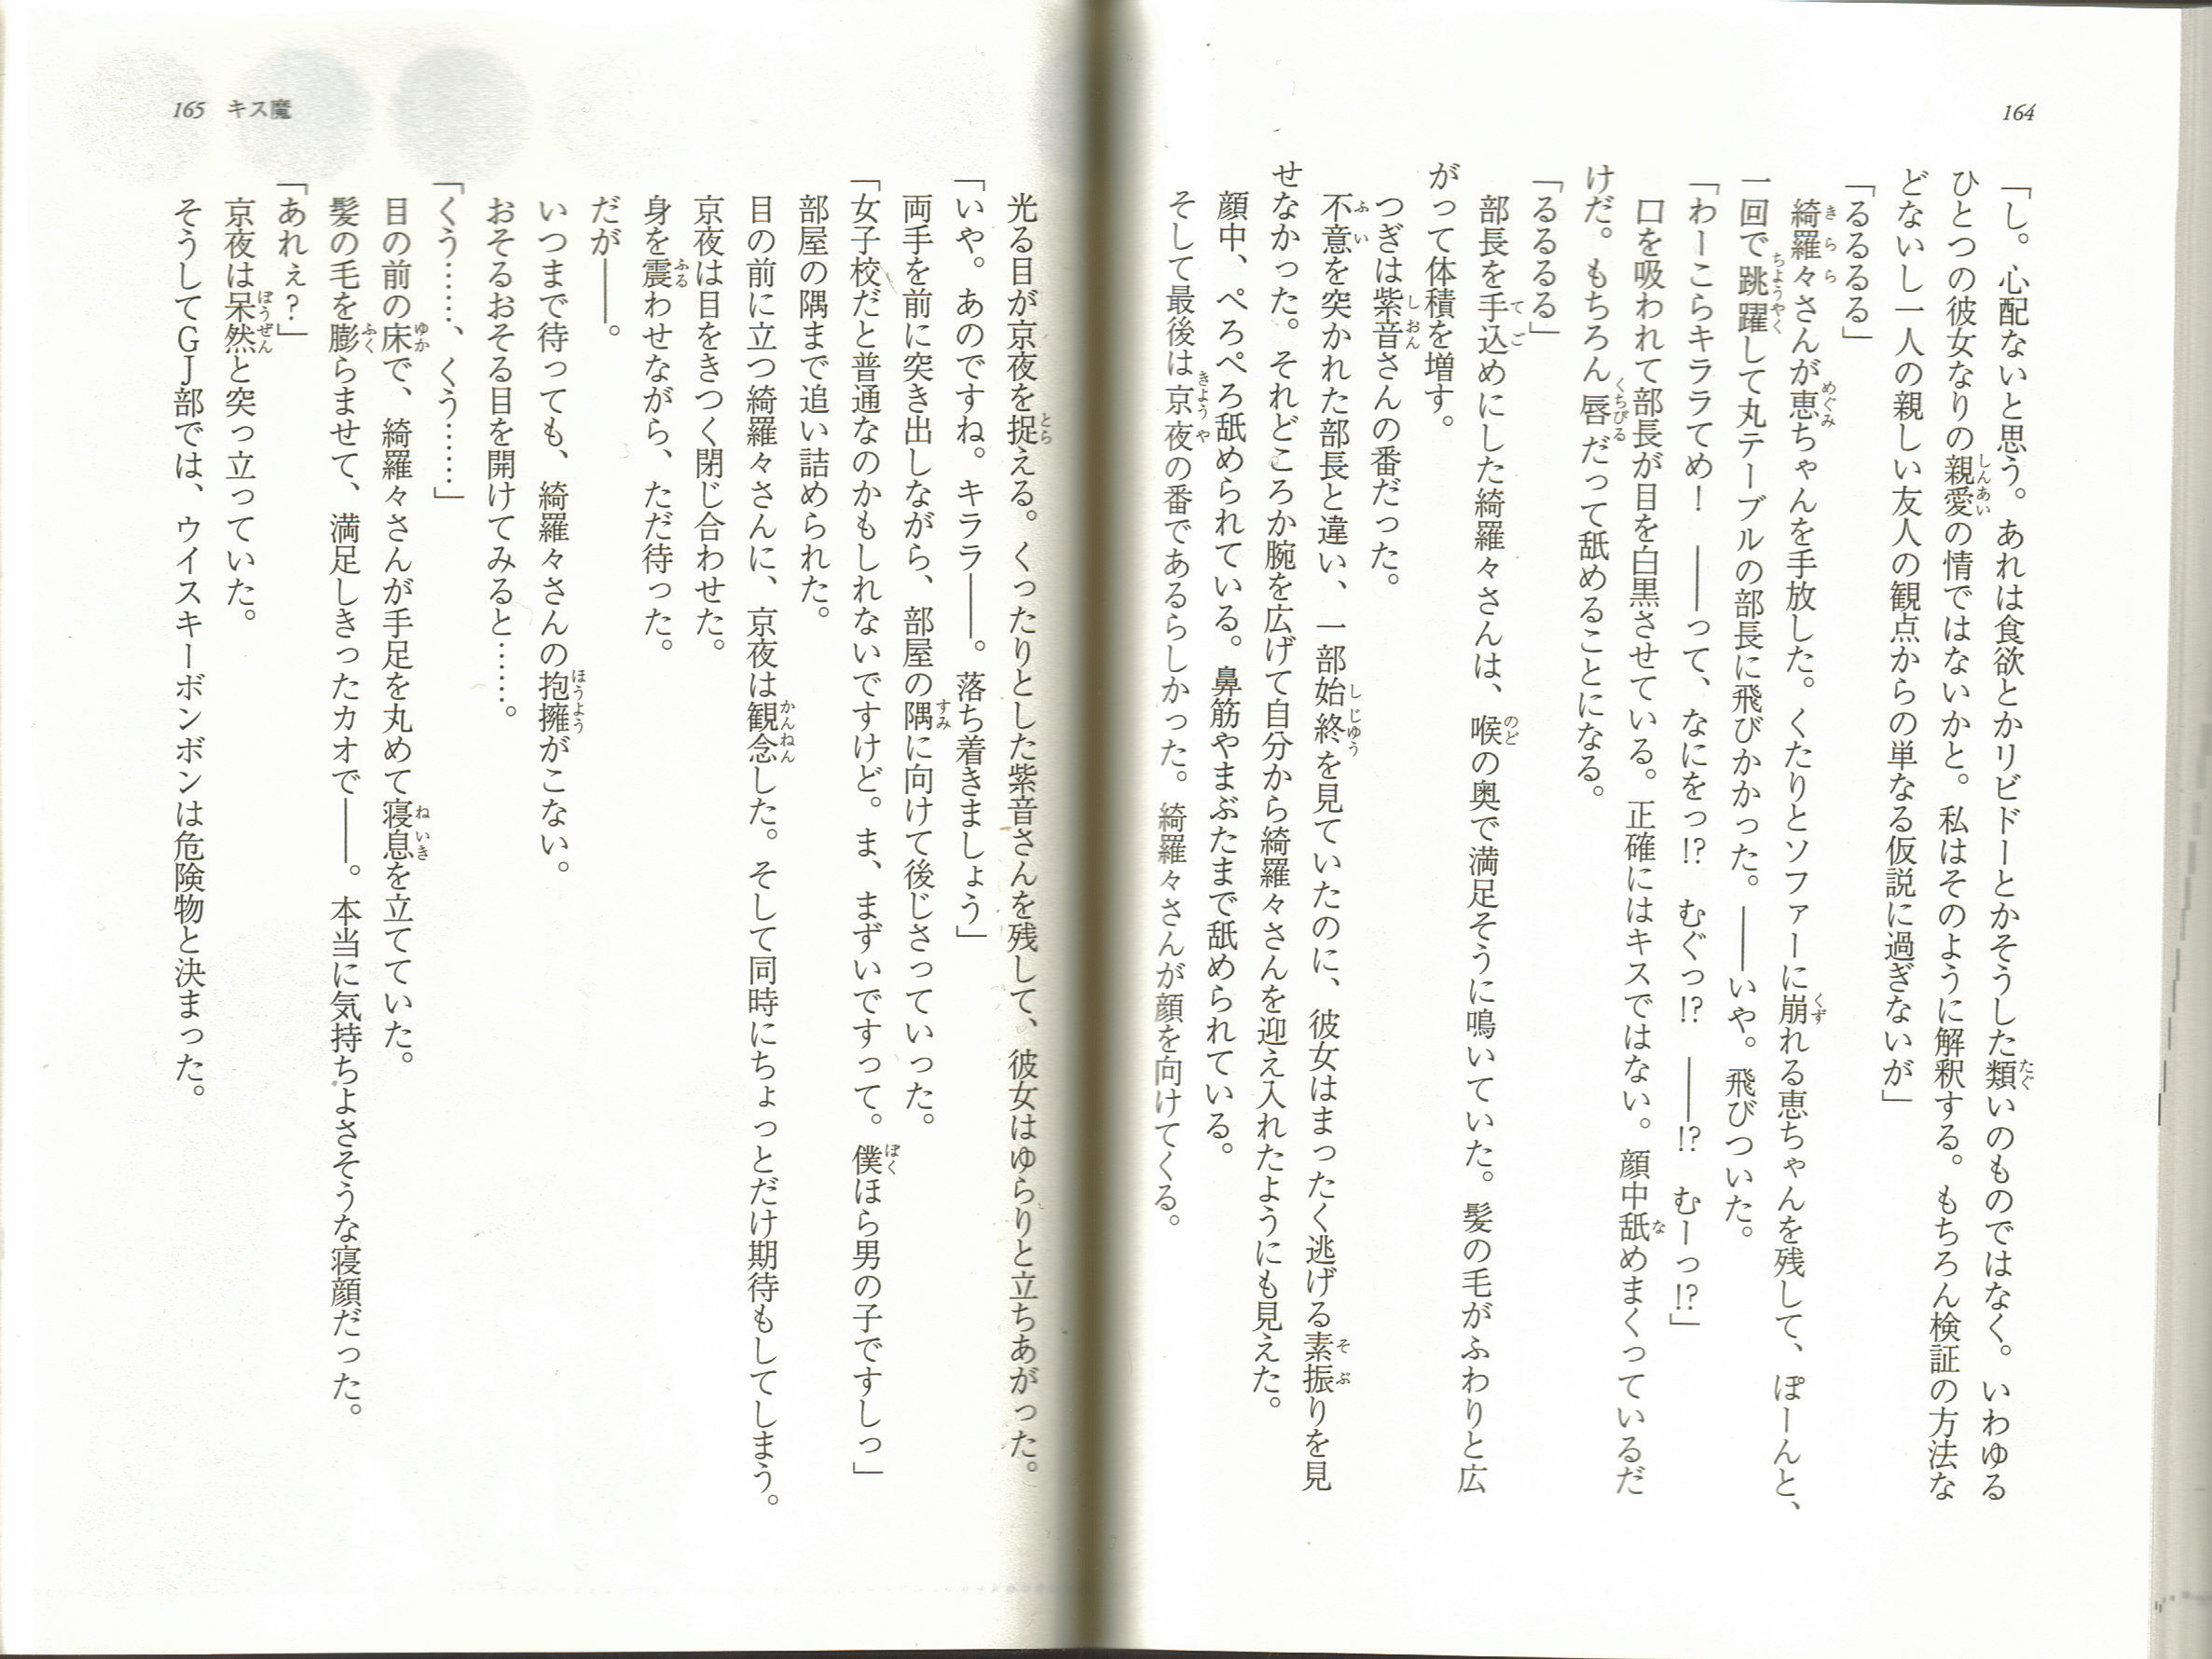 164
「し。心配ないと思う。あれは食欲とかリビドーとかそうした類いのものではなく。いわゆる
ひとつの彼女なりの親愛の情ではないかと。私はそのように解釈する。もちろん検証の方法な
どないし一人の親しい友人の観点からの単なる仮説に過ぎないが」
「るるるる」
綺羅々さんが恵ちゃんを手放した。くたりとソファーに崩れる恵ちゃんを残して、ぽーんと、
一回で跳躍して丸テーブルの部長に飛びかかった。――いや。飛びついた。
「わーこらキララてめ！　――って、なにをっ!?　むぐっ!?　――!?　むーっ!?」
口を吸われて部長が目を白黒させている。正確にはキスではない。顔中舐めまくっているだ
けだ。もちろん唇だって舐めることになる。
「るるるる」
部長を手込めにした綺羅々さんは、喉の奥で満足そうに鳴いていた。髪の毛がふわりと広
がって体積を増す。
つぎは紫音さんの番だった。
不意を突かれた部長と違い、一部始終を見ていたのに、彼女はまったく逃げる素振りを見
せなかった。それどころか腕を広げて自分から綺羅々さんを迎え入れたようにも見えた。
顔中、ぺろぺろ舐められている。鼻筋やまぶたまで舐められている。
そして最後は京夜の番であるらしかった。綺羅々さんが顔を向けてくる。
165　キス魔
光る目が京夜を捉える。くったりとした紫音さんを残して、彼女はゆらりと立ちあがった。
「いや。あのですね。キララ――。落ち着きましょう」
両手を前に突き出しながら、部屋の隅に向けて後じさっていった。
「女子校だと普通なのかもしれないですけど。ま、まずいですって。僕ほら男の子ですしっ」
部屋の隅まで追い詰められた。
目の前に立つ綺羅々さんに、京夜は観念した。そして同時にちょっとだけ期待もしてしまう。
京夜は目をきつく閉じ合わせた。
身を震わせながら、ただ待った。
だが――。
いつまで待っても、綺羅々さんの抱擁がこない。
おそるおそる目を開けてみると……。
「くう……、くう……」
目の前の床で、綺羅々さんが手足を丸めて寝息を立てていた。
髪の毛を膨らませて、満足しきったカオで――。本当に気持ちよさそうな寝顔だった。
「あれぇ？」
京夜は呆然と突っ立っていた。
そうしてＧＪ部では、ウイスキーボンボンは危険物と決まった。